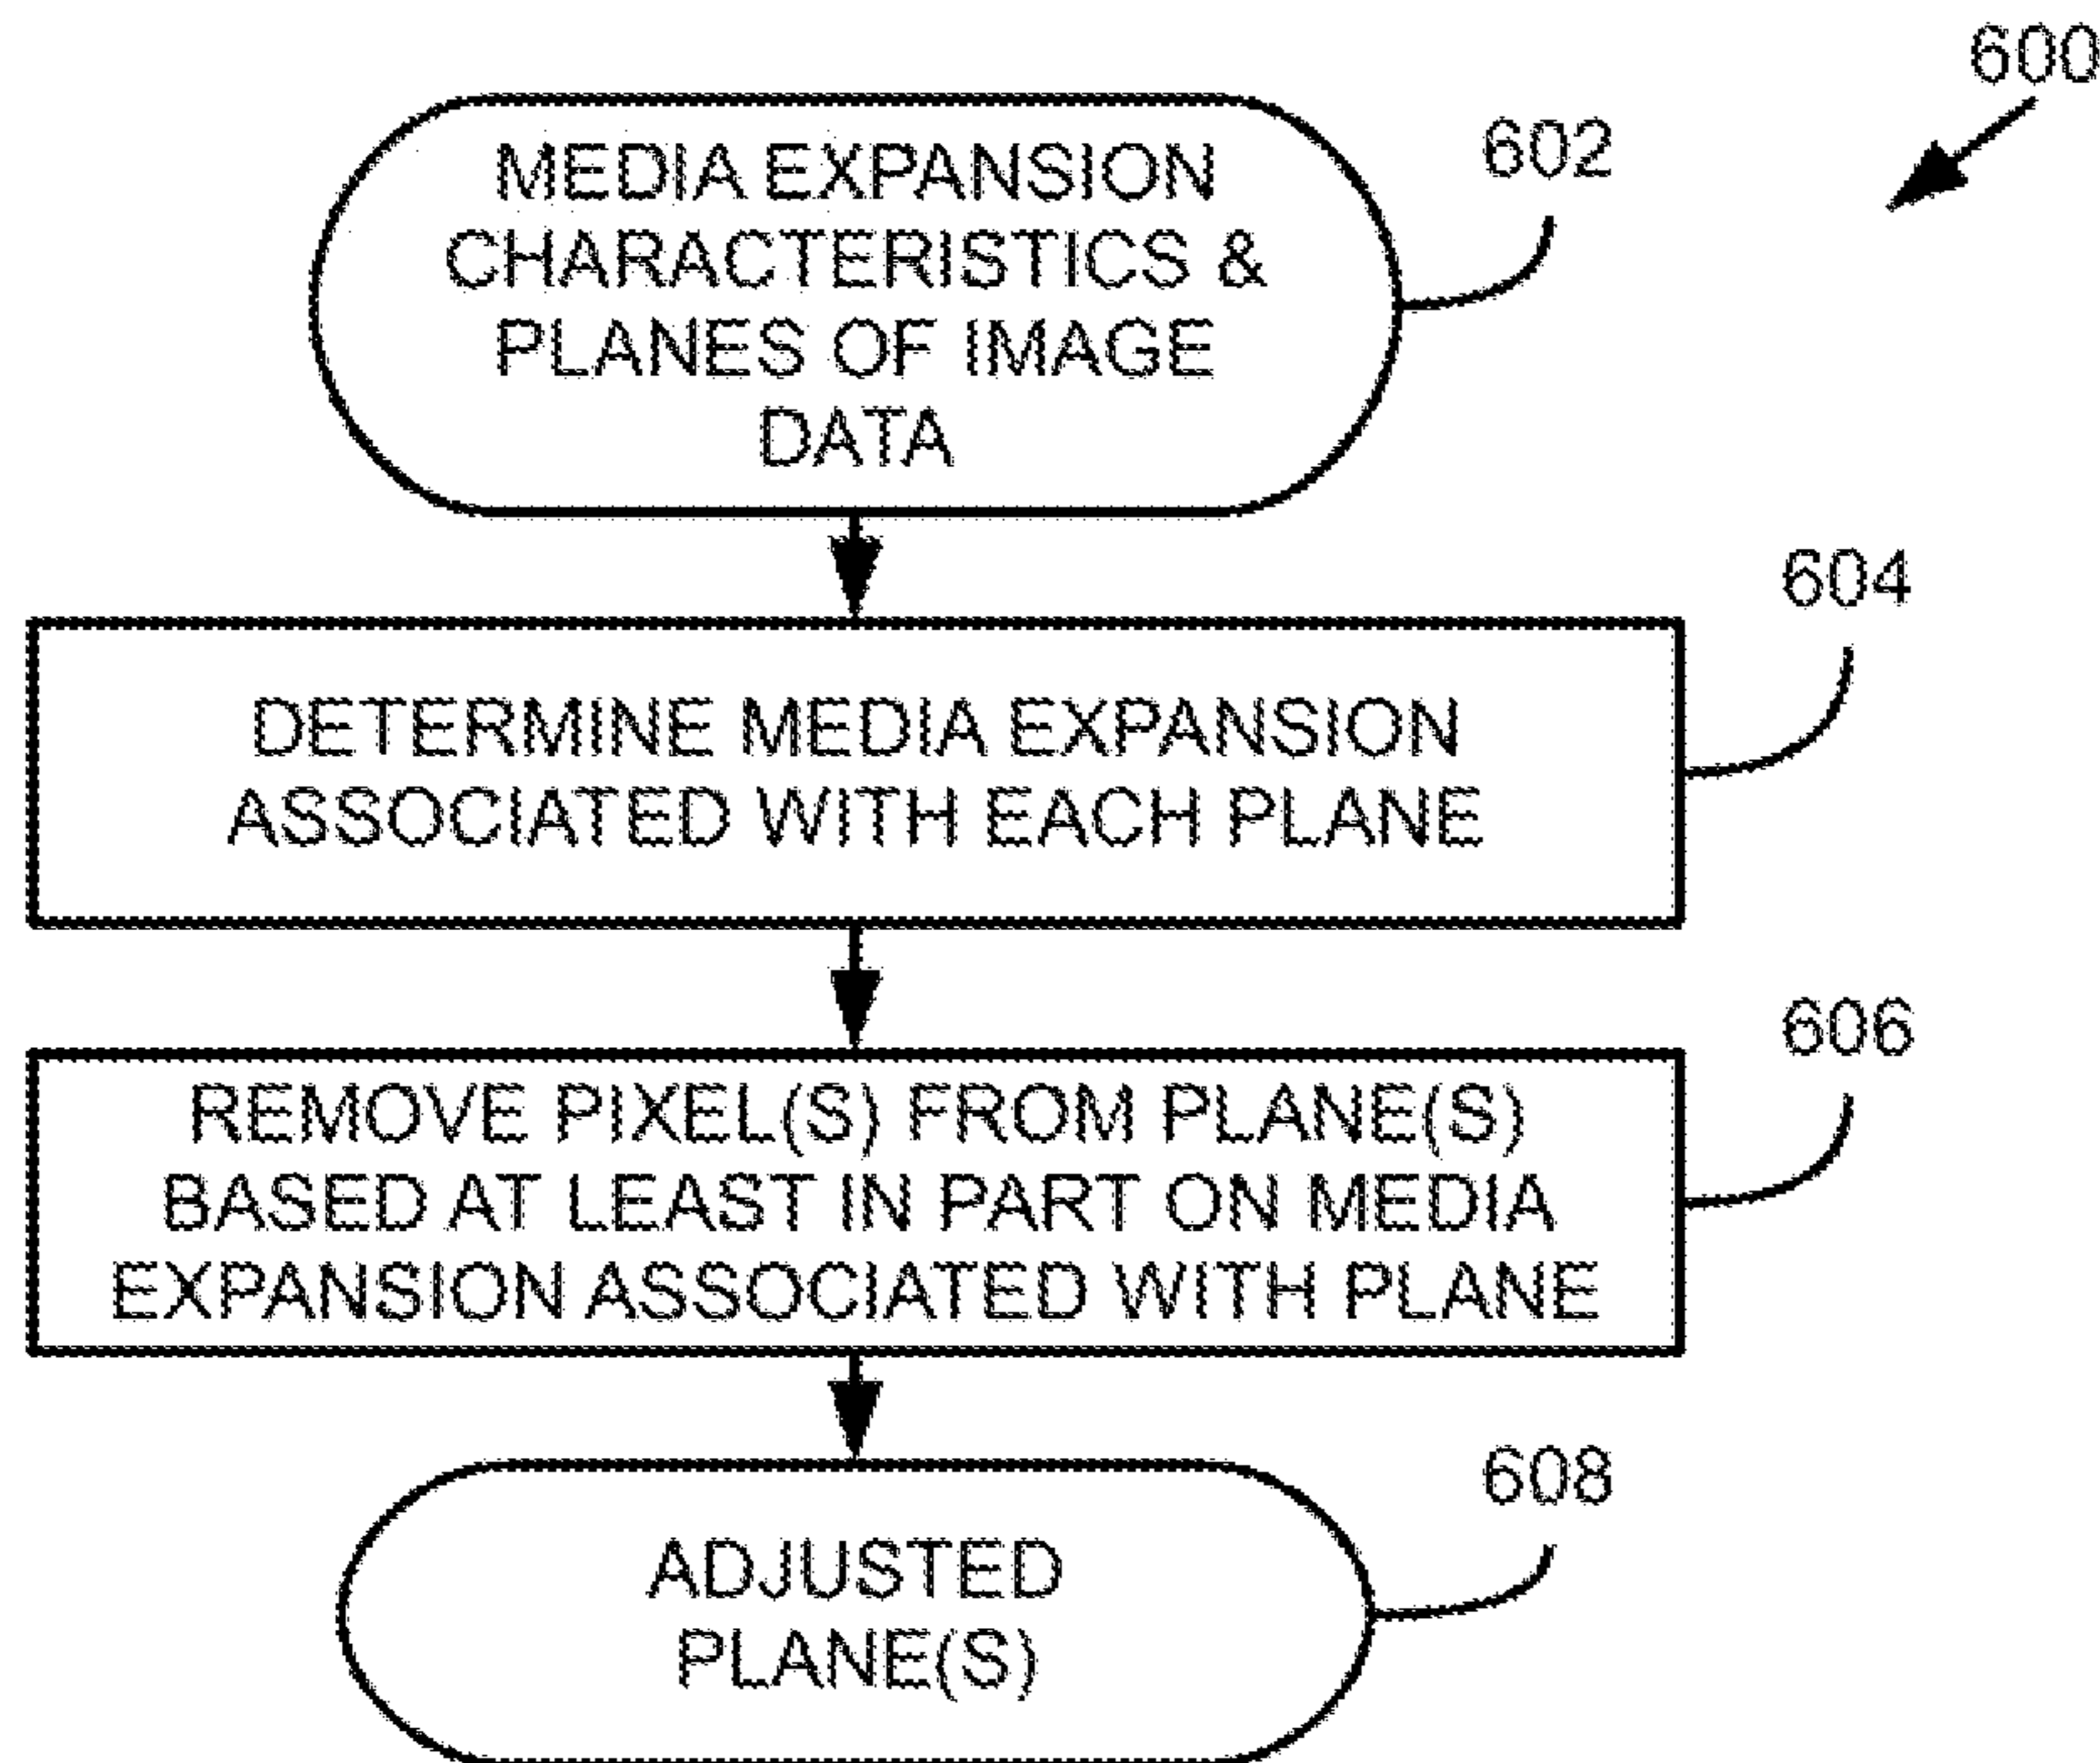 600
602
MEDIA EXPANSION
CHARACTERISTICS &
PLANES OF IMAGE
DATA
604
DETERMINE MEDIA EXPANSION
ASSOCIATED WITH EACH PLANE
606
REMOVE PIXEL(S) FROM PLANE(S)
BASED AT LEAST IN PART ON MEDIA
EXPANSION ASSOCIATED WITH PLANE
608
ADJUSTED
PLANE(S)